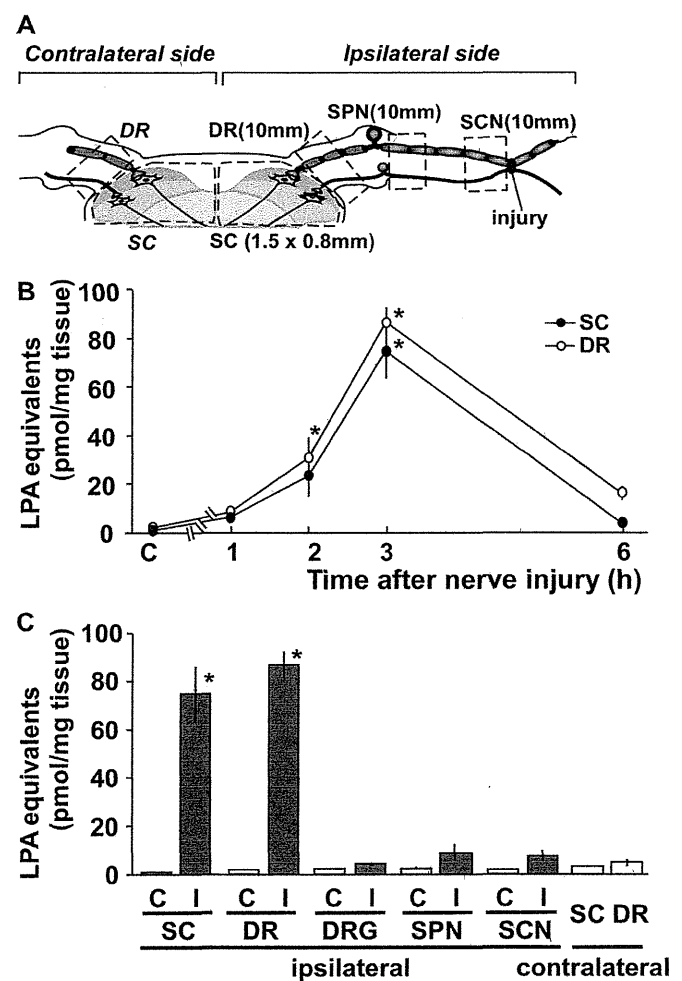 A
Contralateral side Ipsilateral side
SPN(10mm)
DR DR(10mm) SCN(10mm)
injury
SC SC (1.5 x 0.8mm)
B
LPA equivalents
(pmol/mg tissue)
100
80
60
40
20
0
*
*
*
SC
DR
C 1 2 3 6
Time after nerve injury (h)
C
LPA equivalents
(pmol/mg tissue)
100
80
60
40
20
0
* *
C I C I C I C I C I
SC DR DRG SPN SCN SC DR
ipsilateral contralateral